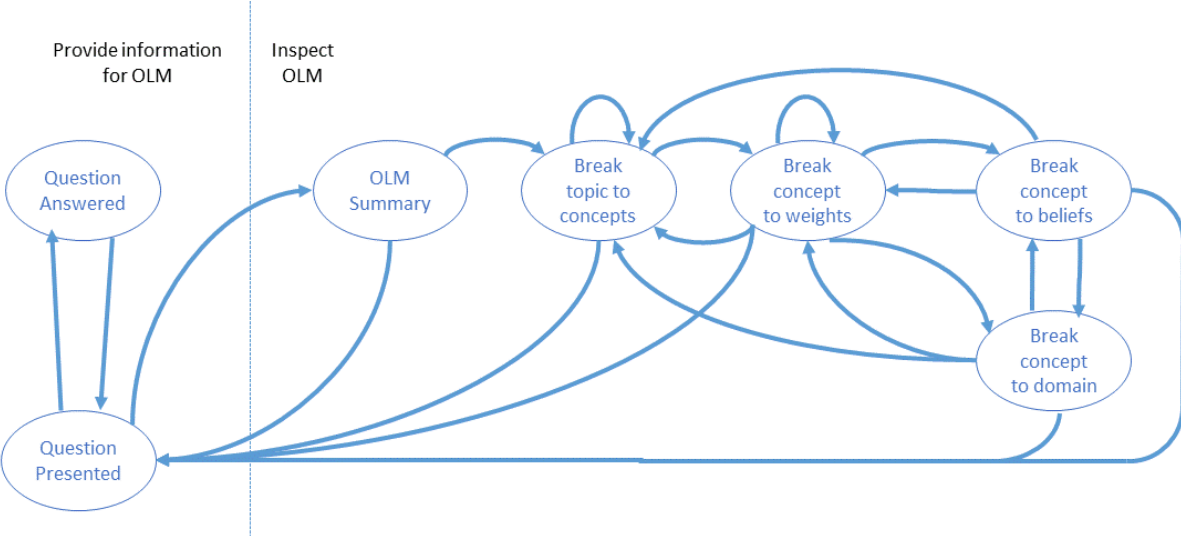 Provide information
for OLM
Inspect
OLM
Question
Answered
OLM
Summary
Break
topic to
concepts
Break
concept
to weights
Break
concept
to beliefs
Break
concept
to domain
Question
Presented